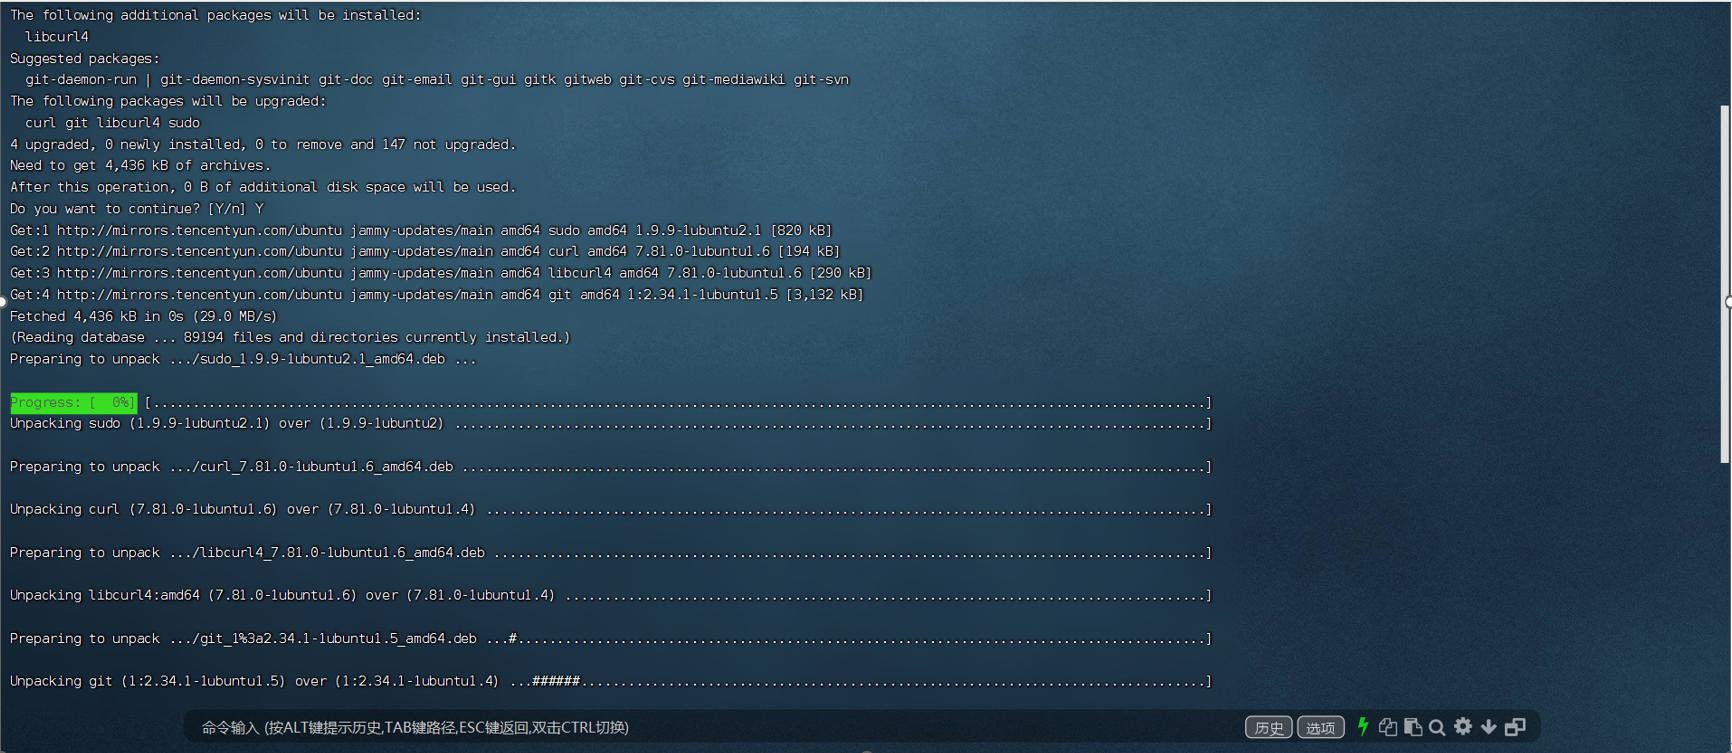 The following additional packages will be installed:
  libcurl4
Suggested packages:
  git-daemon-run | git-daemon-sysvinit git-doc git-email git-gui gitk gitweb git-cvs git-mediawiki git-svn
The following packages will be upgraded:
  curl git libcurl4 sudo
4 upgraded, 0 newly installed, 0 to remove and 147 not upgraded.
Need to get 4,436 kB of archives.
After this operation, 0 B of additional disk space will be used.
Do you want to continue? [Y/n] Y
Get:1 http://mirrors.tencentyun.com/ubuntu jammy-updates/main amd64 sudo amd64 1.9.9-1ubuntu2.1 [820 kB]
Get:2 http://mirrors.tencentyun.com/ubuntu jammy-updates/main amd64 curl amd64 7.81.0-1ubuntu1.6 [194 kB]
Get:3 http://mirrors.tencentyun.com/ubuntu jammy-updates/main amd64 libcurl4 amd64 7.81.0-1ubuntu1.6 [290 kB]
Get:4 http://mirrors.tencentyun.com/ubuntu jammy-updates/main amd64 git amd64 1:2.34.1-1ubuntu1.5 [3,132 kB]
Fetched 4,436 kB in 0s (29.0 MB/s)
(Reading database ... 89194 files and directories currently installed.)
Preparing to unpack .../sudo_1.9.9-1ubuntu2.1_amd64.deb ...
Progress: [  0%] [.....................................................................................................................................]
Unpacking sudo (1.9.9-1ubuntu2.1) over (1.9.9-1ubuntu2) ...............................................................................................]
Preparing to unpack .../curl_7.81.0-1ubuntu1.6_amd64.deb ..............................................................................................]
Unpacking curl (7.81.0-1ubuntu1.6) over (7.81.0-1ubuntu1.4) ...........................................................................................]
Preparing to unpack .../libcurl4_7.81.0-1ubuntu1.6_amd64.deb ..........................................................................................]
Unpacking libcurl4:amd64 (7.81.0-1ubuntu1.6) over (7.81.0-1ubuntu1.4) .................................................................................]
Preparing to unpack .../git_1%3a2.34.1-1ubuntu1.5_amd64.deb ...#.......................................................................................]
Unpacking git (1:2.34.1-1ubuntu1.5) over (1:2.34.1-1ubuntu1.4) ...######...............................................................................]
命令输入 (按ALT键提示历史,TAB键路径,ESC键返回,双击CTRL切换) 历史 选项